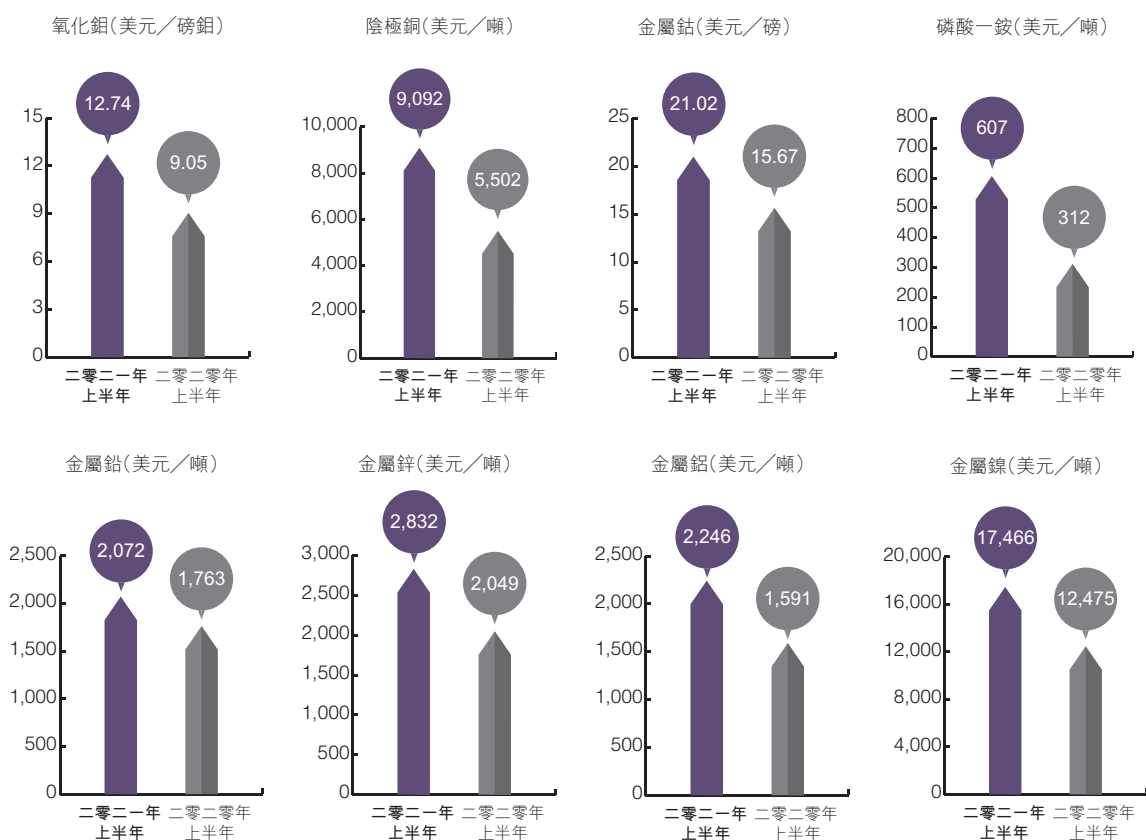 氧化鉬(美元／磅鉬)
15
12
9
6
3
0
12.74
9.05
二零二一年
上半年
二零二零年
上半年
陰極銅(美元／噸)
10,000
8,000
6,000
4,000
2,000
0
9,092
5,502
二零二一年
上半年
二零二零年
上半年
金屬鈷(美元／磅)
25
20
15
10
5
0
21.02
15.67
二零二一年
上半年
二零二零年
上半年
磷酸一銨(美元／噸)
800
700
600
500
400
300
200
100
0
607
312
二零二一年
上半年
二零二零年
上半年
金屬鉛(美元／噸)
2,500
2,000
1,500
1,000
500
0
2,072
1,763
二零二一年
上半年
二零二零年
上半年
金屬鋅(美元／噸)
3,000
2,500
2,000
1,500
1,000
500
0
2,832
2,049
二零二一年
上半年
二零二零年
上半年
金屬鋁(美元／噸)
2,500
2,000
1,500
1,000
500
0
2,246
1,591
二零二一年
上半年
二零二零年
上半年
金屬鎳(美元／噸)
20,000
16,000
12,000
8,000
4,000
0
17,466
12,475
二零二一年
上半年
二零二零年
上半年